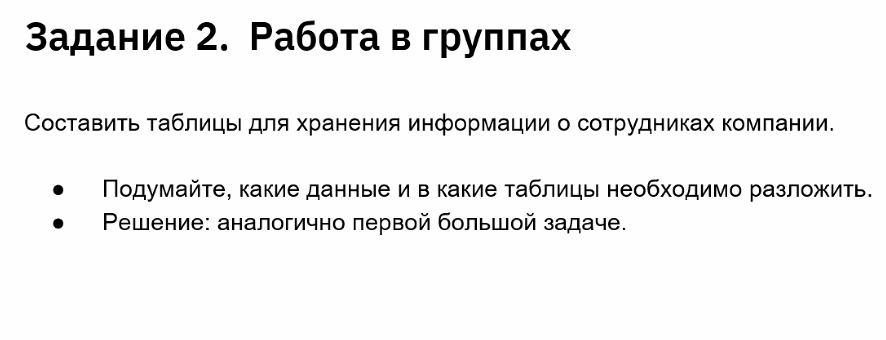 Задание 2.  Работа в группах
Составить таблицы для хранения информации о сотрудниках компании.
● Подумайте, какие данные и в какие таблицы необходимо разложить.
● Решение: аналогично первой большой задаче.